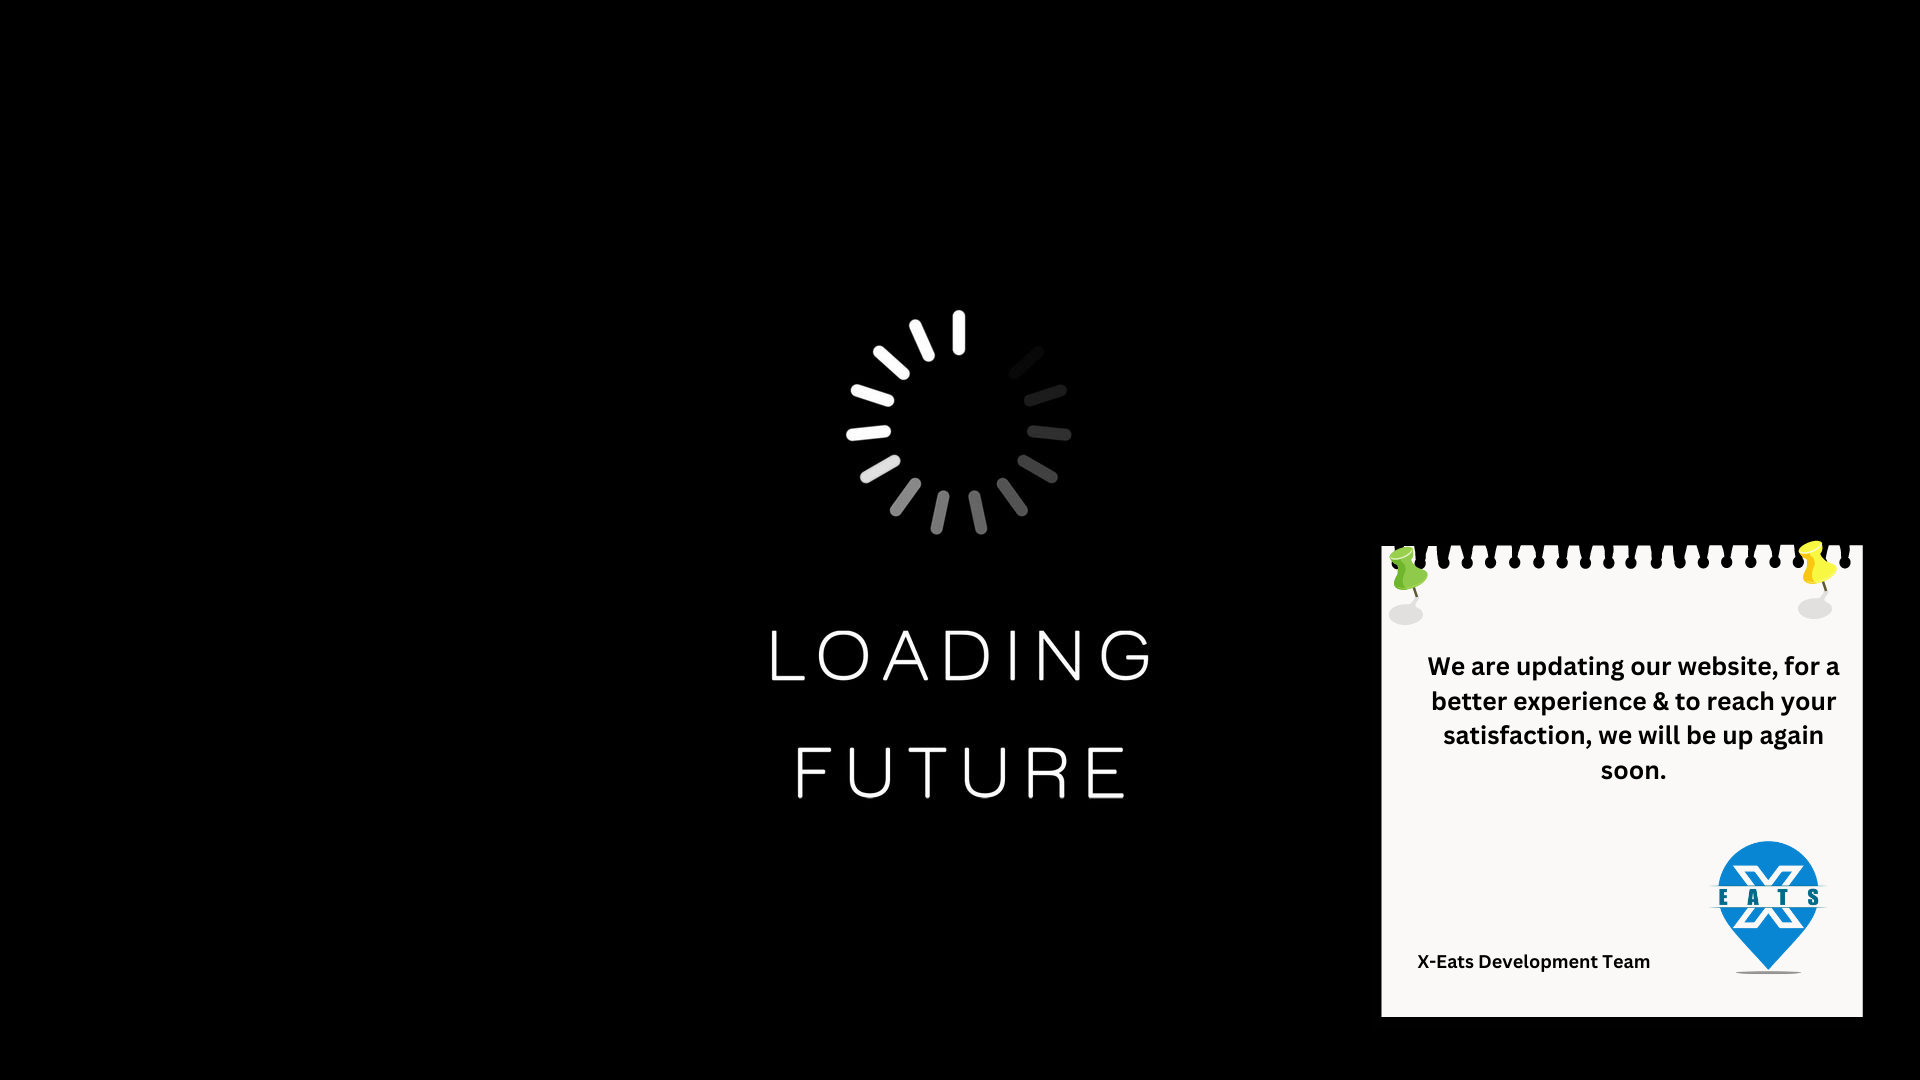 LOADING
FUTURE
We are updating our website, for a
better experience & to reach your
satisfaction, we will be up again
soon.
X
EATS
X-Eats Development Team